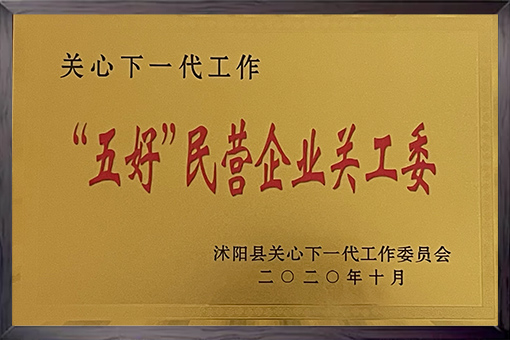 关心下一代工作
“五好”民营企业关工委
沭阳县关心下一代工作委员会
二〇二〇年十月